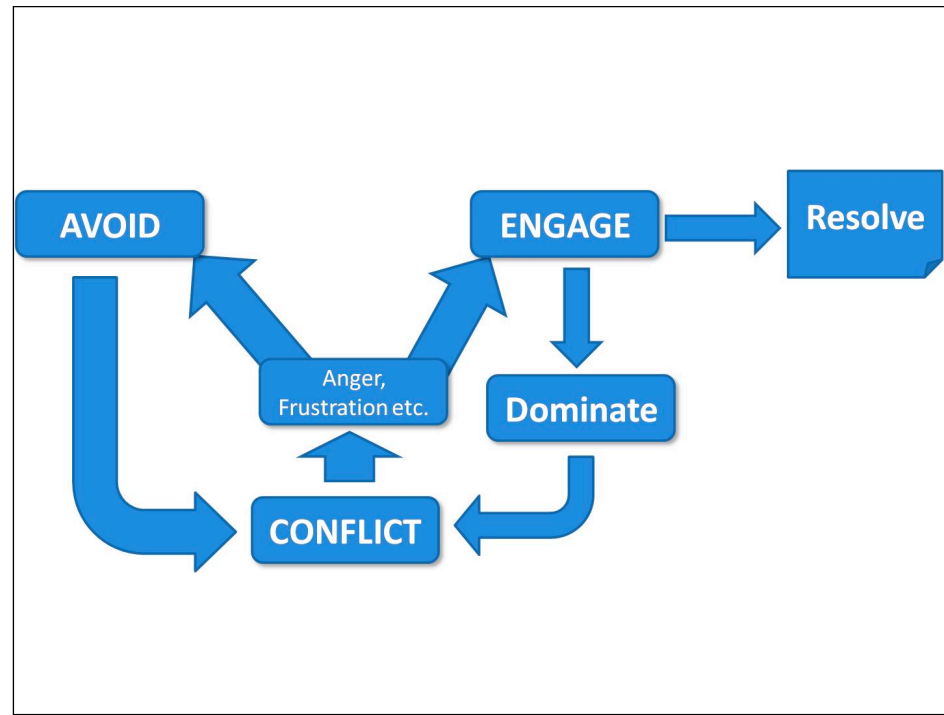 AVOID
ENGAGE
Resolve
Anger,
Frustration etc.
Dominate
CONFLICT